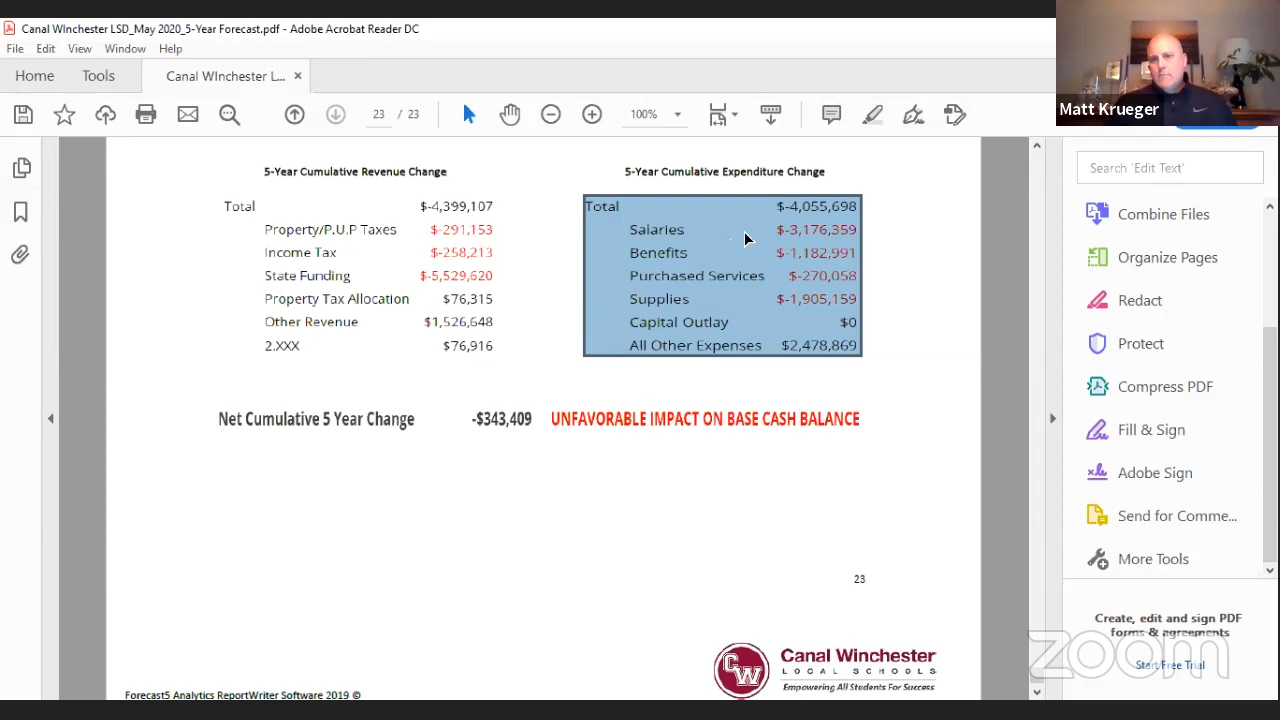 Canal WInchester LSD_May 2020_5-Year Forecast.pdf - Adobe Acrobat Reader DC
File Edit View Window Help
Home Tools Canal WInchester L... ×
23 / 23 100%
Matt Krueger
Search 'Edit Text'
Combine Files
Organize Pages
Redact
Protect
Compress PDF
Fill & Sign
Adobe Sign
Send for Comme...
More Tools
Create, edit and sign PDF
forms & agreements
Start Free Trial
zoom
5-Year Cumulative Revenue Change
Total $-4,399,107
Property/P.U.P Taxes $-291,153
Income Tax $-258,213
State Funding $-5,529,620
Property Tax Allocation $76,315
Other Revenue $1,526,648
2.XXX $76,916
5-Year Cumulative Expenditure Change
Total $-4,055,698
Salaries $-3,176,359
Benefits $-1,182,991
Purchased Services $-270,058
Supplies $-1,905,159
Capital Outlay $0
All Other Expenses $2,478,869
Net Cumulative 5 Year Change -$343,409 UNFAVORABLE IMPACT ON BASE CASH BALANCE
23
CW
Canal Winchester
LOCAL SCHOOLS
Empowering All Students For Success
Forecast5 Analytics ReportWriter Software 2019 ©